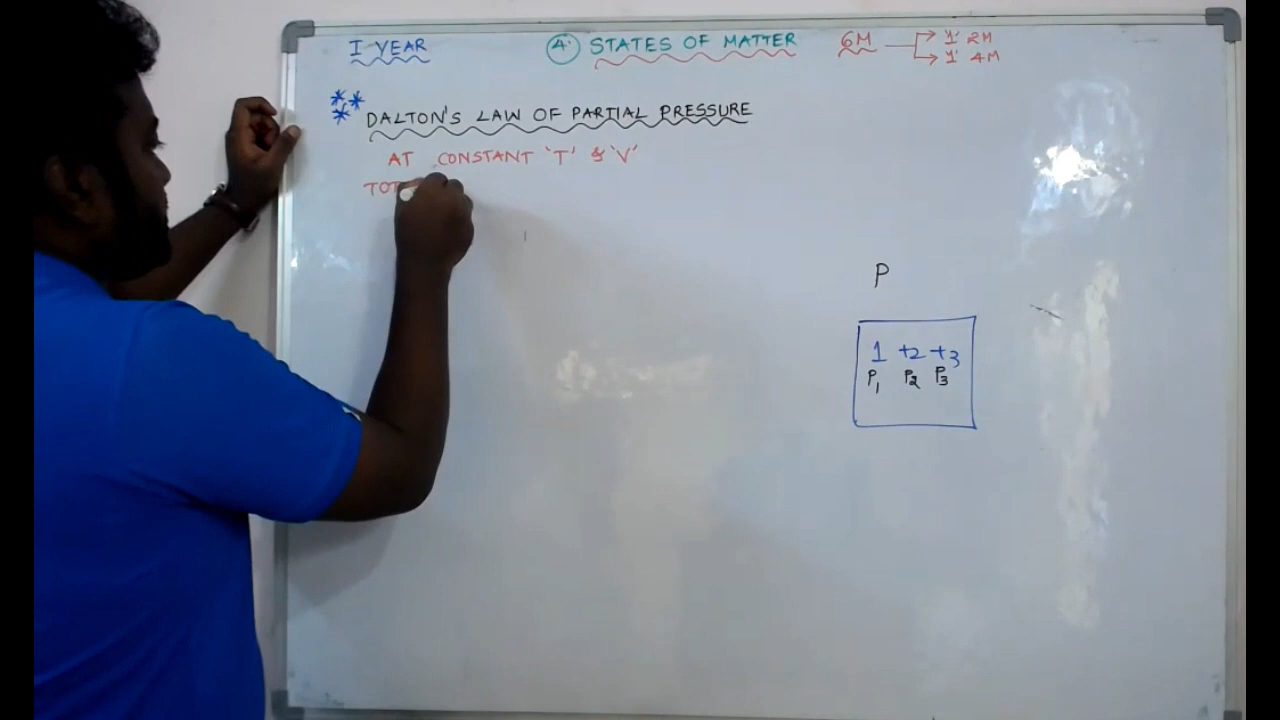 I YEAR
4. STATES OF MATTER
6M
'1' 2M
'1' 4M
*** DALTON'S LAW OF PARTIAL PRESSURE
AT CONSTANT 'T' & 'V'
P
1 +2 +3
P1 P2 P3